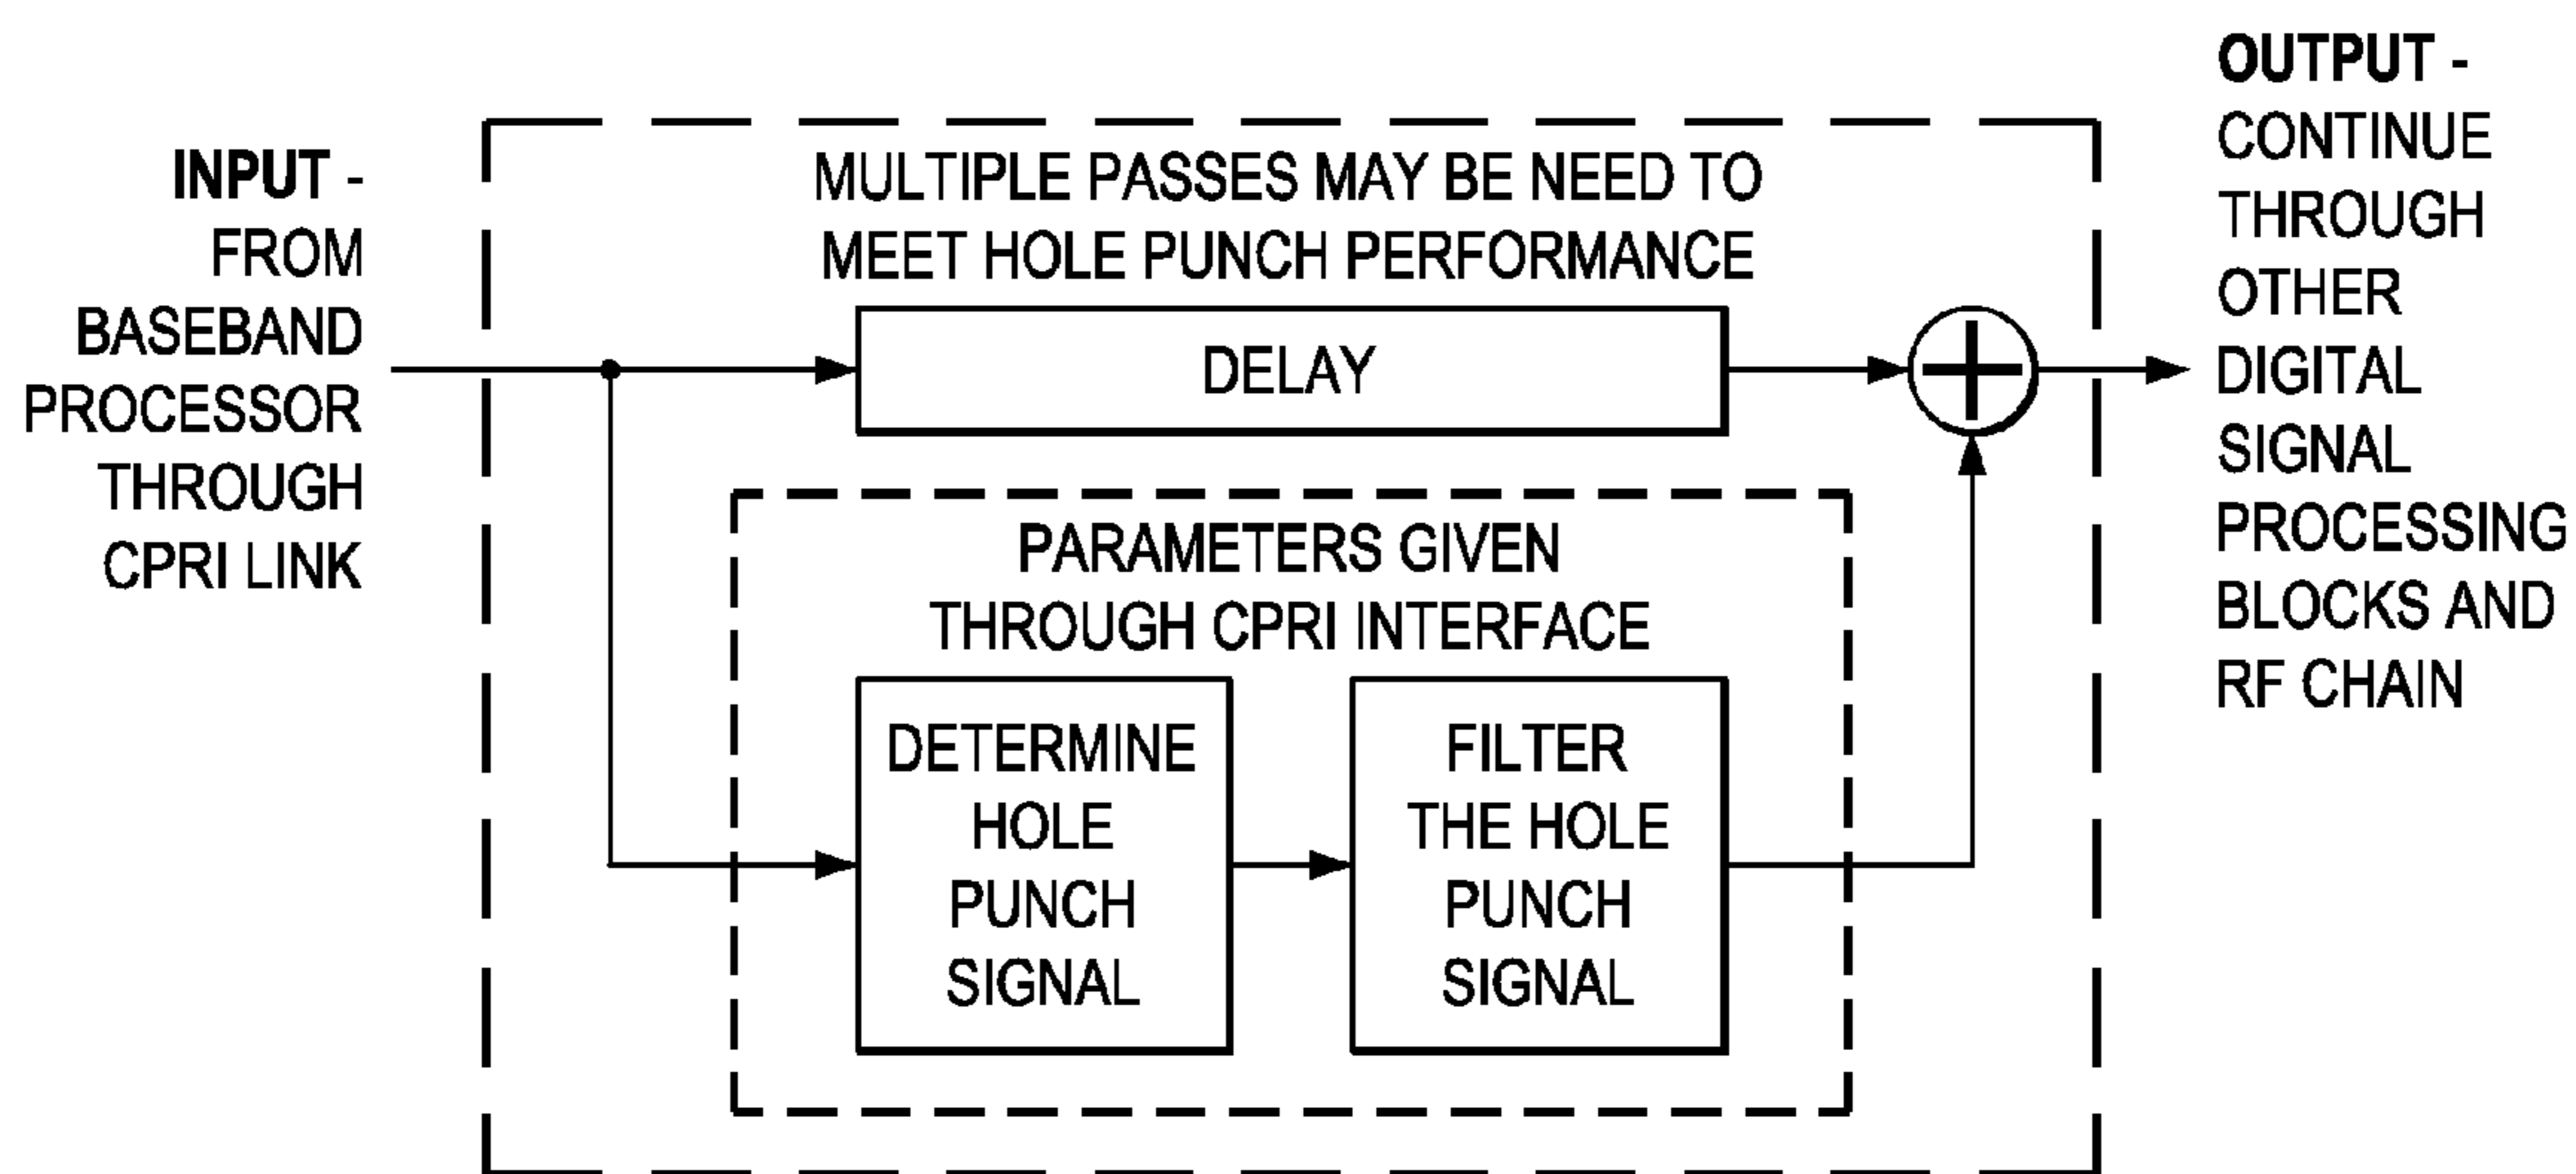 INPUT -
FROM
BASEBAND
PROCESSOR
THROUGH
CPRI LINK
MULTIPLE PASSES MAY BE NEED TO
MEET HOLE PUNCH PERFORMANCE
DELAY
PARAMETERS GIVEN
THROUGH CPRI INTERFACE
DETERMINE
HOLE
PUNCH
SIGNAL
FILTER
THE HOLE
PUNCH
SIGNAL
OUTPUT -
CONTINUE
THROUGH
OTHER
DIGITAL
SIGNAL
PROCESSING
BLOCKS AND
RF CHAIN